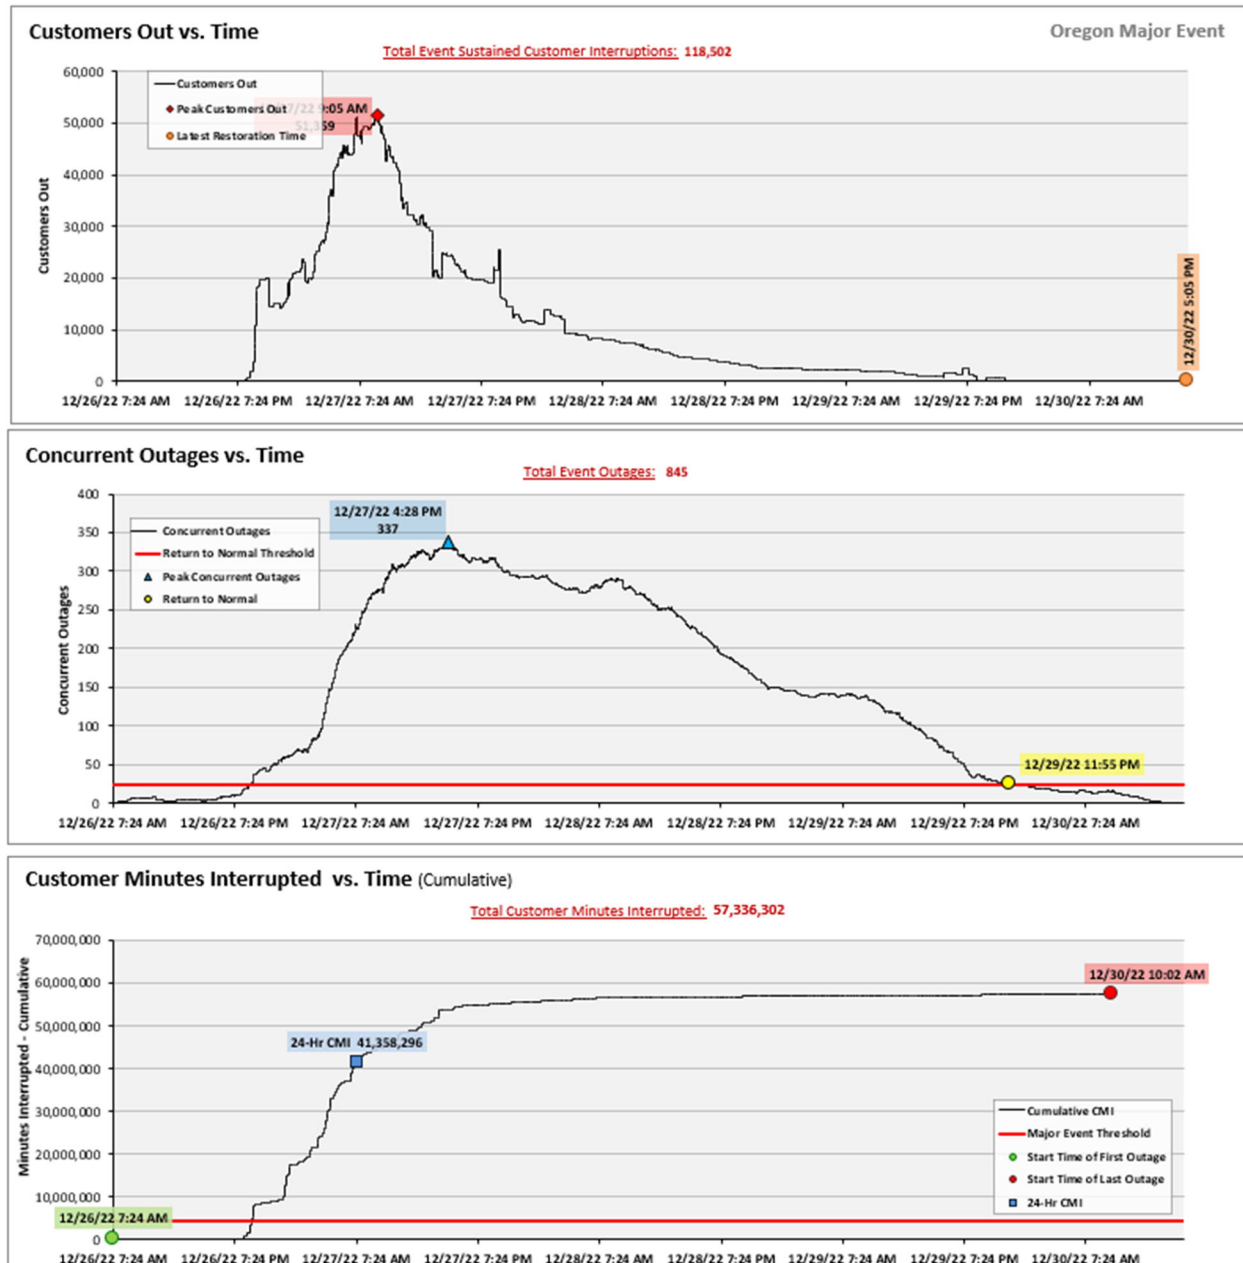 Customers Out vs. Time
Oregon Major Event
Total Event Sustained Customer Interruptions: 118,502
60,000
50,000
40,000
30,000
20,000
10,000
0
Customers Out
Customers Out
Peak Customers Out
Latest Restoration Time
9:05 AM
12/30/22 5:05 PM
12/26/22 7:24 AM 12/26/22 7:24 PM 12/27/22 7:24 AM 12/27/22 7:24 PM 12/28/22 7:24 AM 12/28/22 7:24 PM 12/29/22 7:24 AM 12/29/22 7:24 PM 12/30/22 7:24 AM
Concurrent Outages vs. Time
Total Event Outages: 845
400
350
300
250
200
150
100
50
0
Concurrent Outages
Concurrent Outages
Return to Normal Threshold
Peak Concurrent Outages
Return to Normal
12/27/22 4:28 PM
337
12/29/22 11:55 PM
12/26/22 7:24 AM 12/26/22 7:24 PM 12/27/22 7:24 AM 12/27/22 7:24 PM 12/28/22 7:24 AM 12/28/22 7:24 PM 12/29/22 7:24 AM 12/29/22 7:24 PM 12/30/22 7:24 AM
Customer Minutes Interrupted vs. Time (Cumulative)
Total Customer Minutes Interrupted: 57,336,302
70,000,000
60,000,000
50,000,000
40,000,000
30,000,000
20,000,000
10,000,000
0
Minutes Interrupted - Cumulative
12/30/22 10:02 AM
24-Hr CMI 41,358,296
Cumulative CMI
Major Event Threshold
Start Time of First Outage
Start Time of Last Outage
24-Hr CMI
12/26/22 7:24 AM
12/26/22 7:24 AM 12/26/22 7:24 PM 12/27/22 7:24 AM 12/27/22 7:24 PM 12/28/22 7:24 AM 12/28/22 7:24 PM 12/29/22 7:24 AM 12/29/22 7:24 PM 12/30/22 7:24 AM